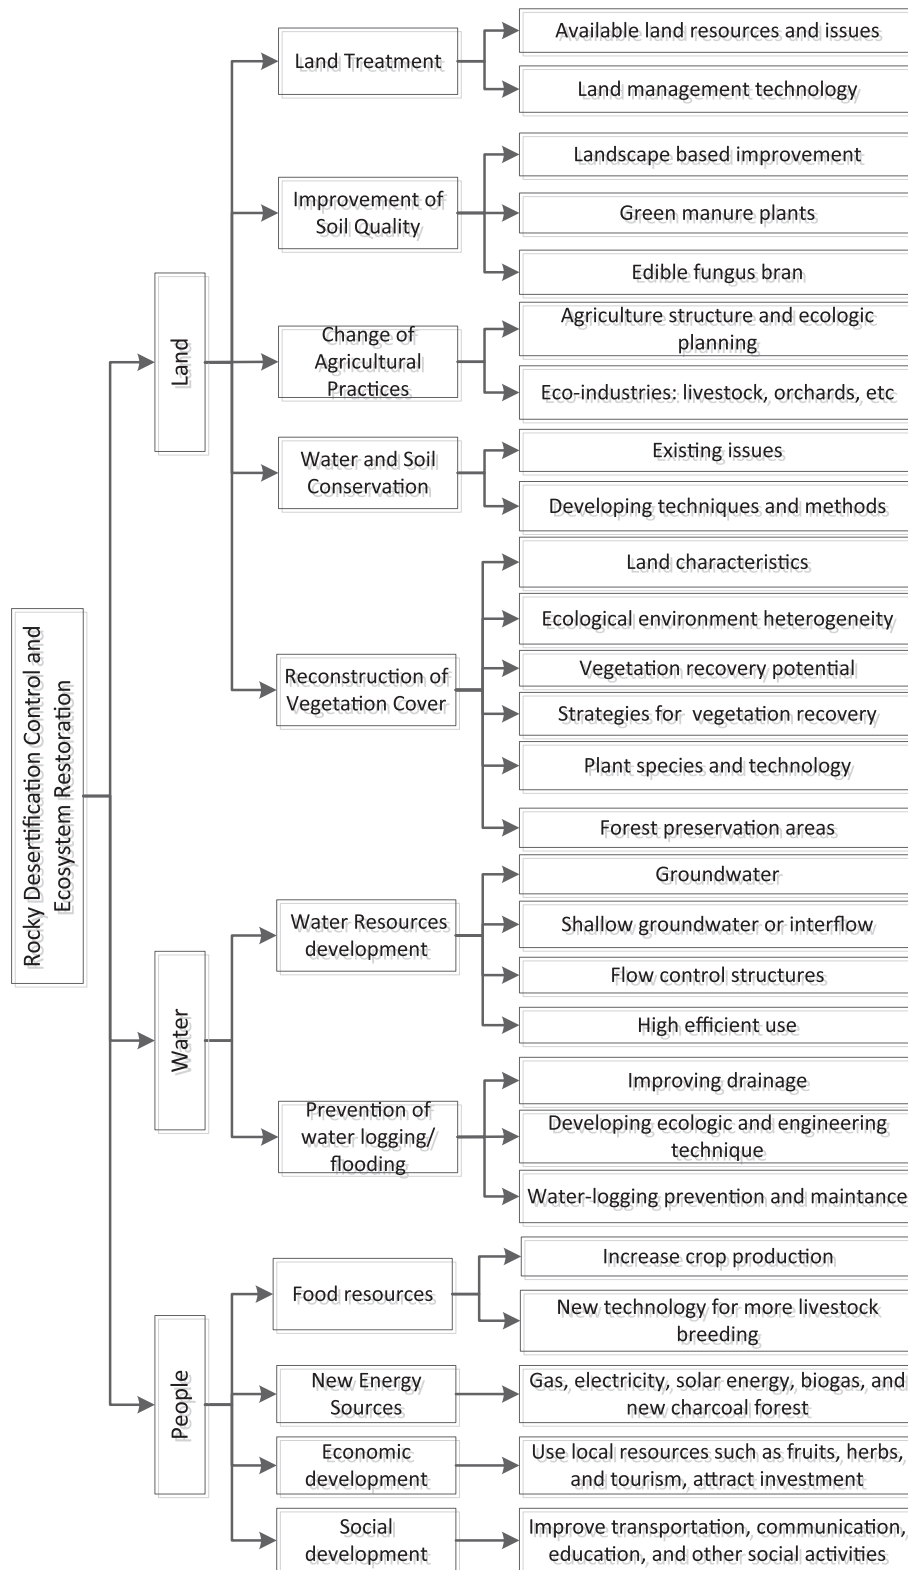 Rocky Desertification Control and
Ecosystem Restoration
Land
Land Treatment
Available land resources and issues
Land management technology
Improvement of
Soil Quality
Landscape based improvement
Green manure plants
Edible fungus bran
Change of
Agricultural
Practices
Agriculture structure and ecologic
planning
Eco-industries: livestock, orchards, etc
Water and Soil
Conservation
Existing issues
Developing techniques and methods
Reconstruction of
Vegetation Cover
Land characteristics
Ecological environment heterogeneity
Vegetation recovery potential
Strategies for vegetation recovery
Plant species and technology
Forest preservation areas
Water
Water Resources
development
Groundwater
Shallow groundwater or interflow
Flow control structures
High efficient use
Prevention of
water logging/
flooding
Improving drainage
Developing ecologic and engineering
technique
Water-logging prevention and maintance
People
Food resources
Increase crop production
New technology for more livestock
breeding
New Energy
Sources
Gas, electricity, solar energy, biogas, and
new charcoal forest
Economic
development
Use local resources such as fruits, herbs,
and tourism, attract investment
Social
development
Improve transportation, communication,
education, and other social activities